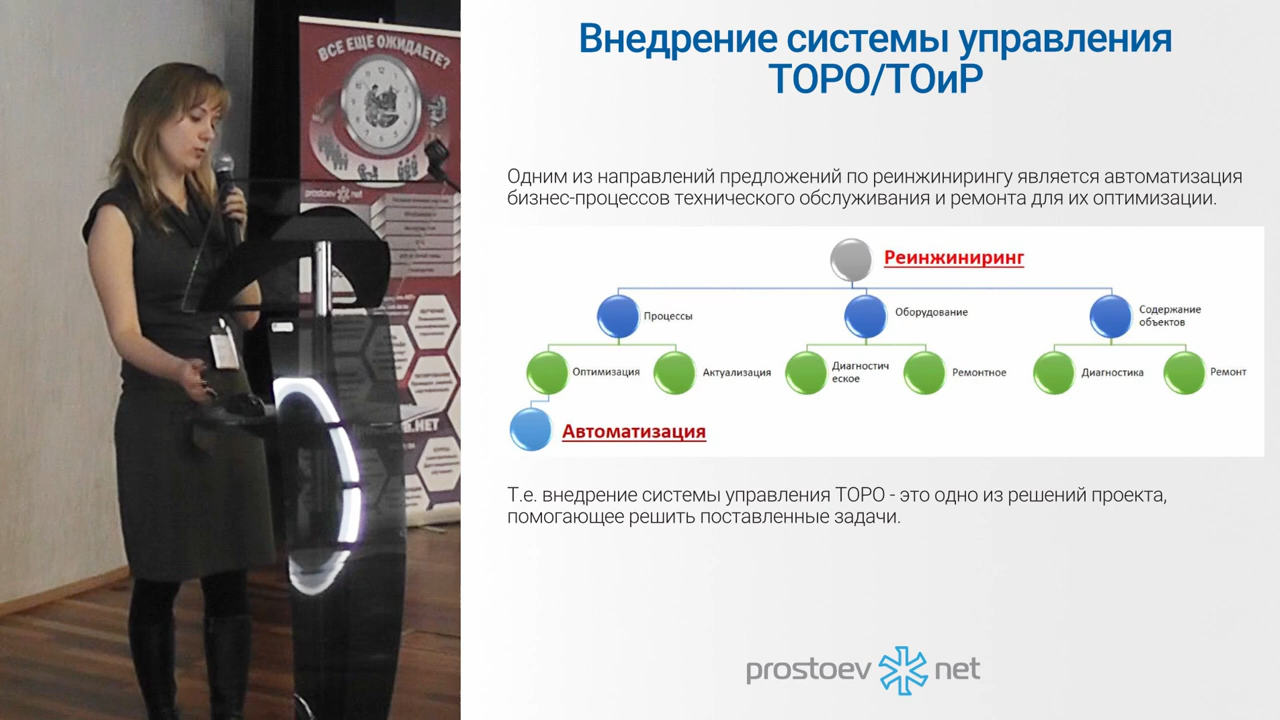 ВСЕ ЕЩЕ ОЖИДАЕТЕ?
prostoev net
Внедрение системы управления
ТОРО/ТОиР
Одним из направлений предложений по реинжинирингу является автоматизация
бизнес-процессов технического обслуживания и ремонта для их оптимизации.
Реинжиниринг
Процессы
Оборудование
Содержание
объектов
Оптимизация
Актуализация
Диагностич
еское
Ремонтное
Диагностика
Ремонт
Автоматизация
Т.е. внедрение системы управления ТОРО - это одно из решений проекта,
помогающее решить поставленные задачи.
prostoev net